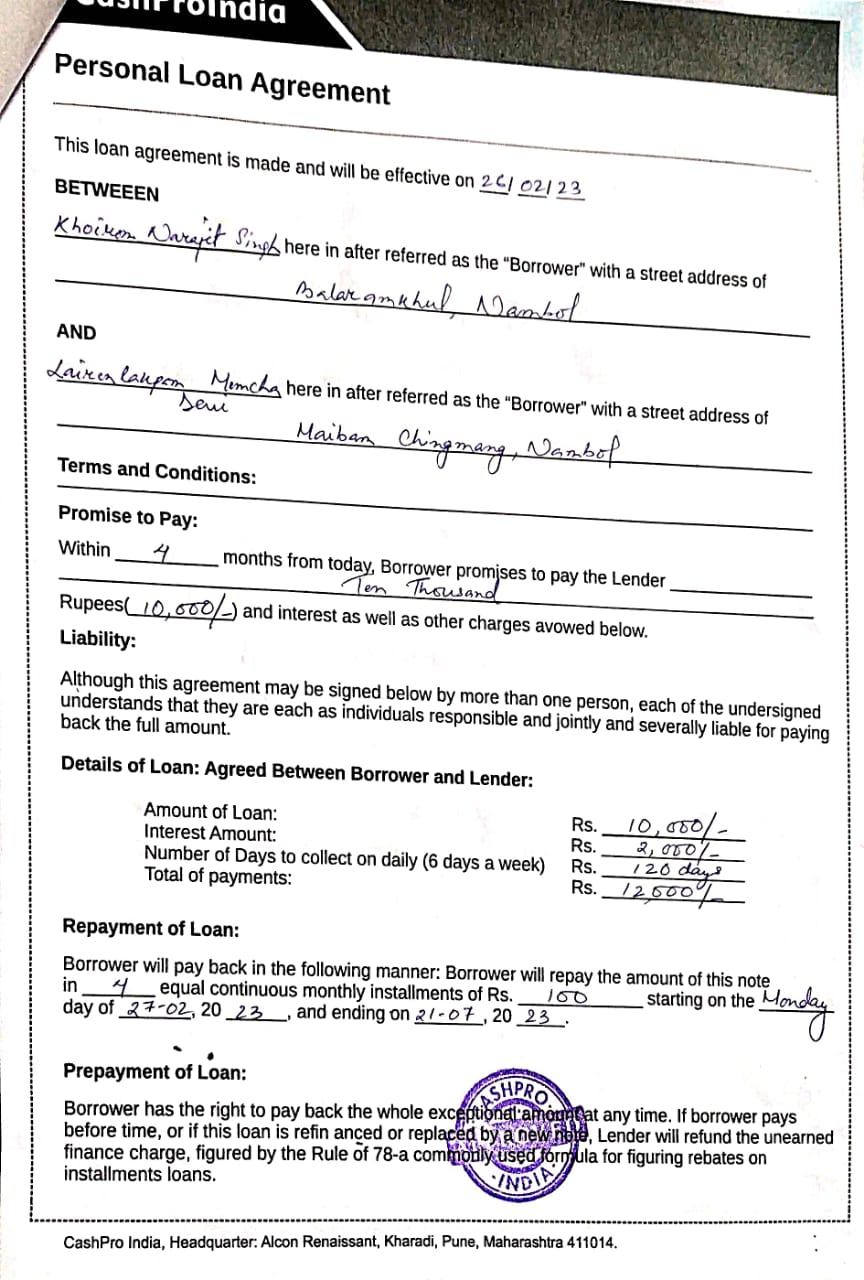 CashProIndia
Personal Loan Agreement
This loan agreement is made and will be effective on 26/ 02/ 23
BETWEEEN
Khoirom Narajit Singh here in after referred as the “Borrower” with a street address of
Balaramkhul, Nambol
AND
Lairenlakpam Memcha here in after referred as the “Borrower” with a street address of
Devi
Maibam Chingmang, Nambol
Terms and Conditions:
Promise to Pay:
Within 4 months from today, Borrower promises to pay the Lender
Ten Thousand
Rupees( 10,000/-) and interest as well as other charges avowed below.
Liability:
Although this agreement may be signed below by more than one person, each of the undersigned
understands that they are each as individuals responsible and jointly and severally liable for paying
back the full amount.
Details of Loan: Agreed Between Borrower and Lender:
Amount of Loan: Rs. 10,000/-
Interest Amount: Rs. 2,000/-
Number of Days to collect on daily (6 days a week) Rs. 120 days
Total of payments: Rs. 12,000/-
Repayment of Loan:
Borrower will pay back in the following manner: Borrower will repay the amount of this note
in 4 equal continuous monthly installments of Rs. 100 starting on the Monday
day of 27-02, 20 23, and ending on 21-07, 20 23.
Prepayment of Loan:
Borrower has the right to pay back the whole exceptional amount at any time. If borrower pays
before time, or if this loan is refin anced or replaced by a new note, Lender will refund the unearned
finance charge, figured by the Rule of 78-a commonly used formula for figuring rebates on
installments loans.
CASHPRO
INDIA
CashPro India, Headquarter: Alcon Renaissant, Kharadi, Pune, Maharashtra 411014.